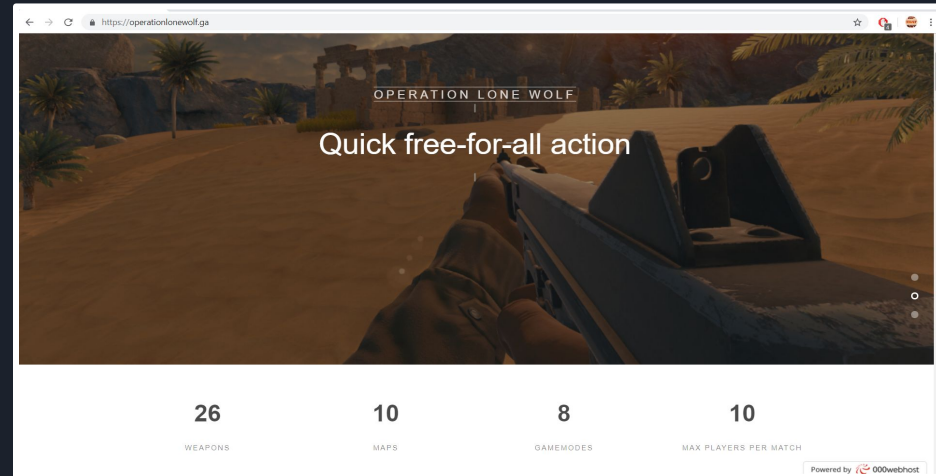 https://operationlonewolf.ga
OPERATION LONE WOLF
Quick free-for-all action
26
WEAPONS
10
MAPS
8
GAMEMODES
10
MAX PLAYERS PER MATCH
Powered by 000webhost